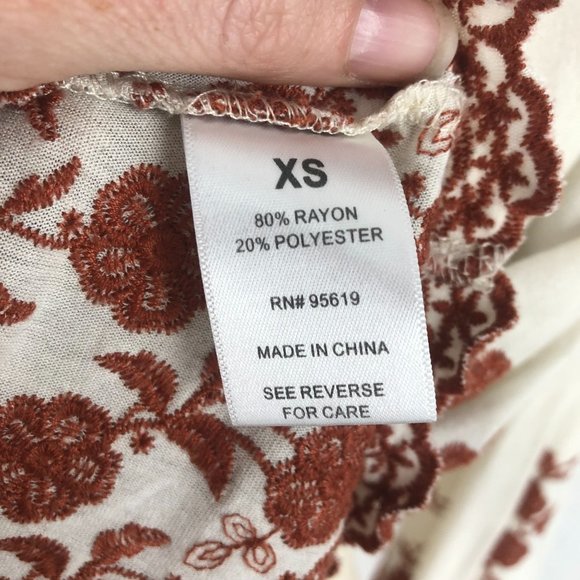 XS
80% RAYON
20% POLYESTER
RN# 95619
MADE IN CHINA
SEE REVERSE
FOR CARE